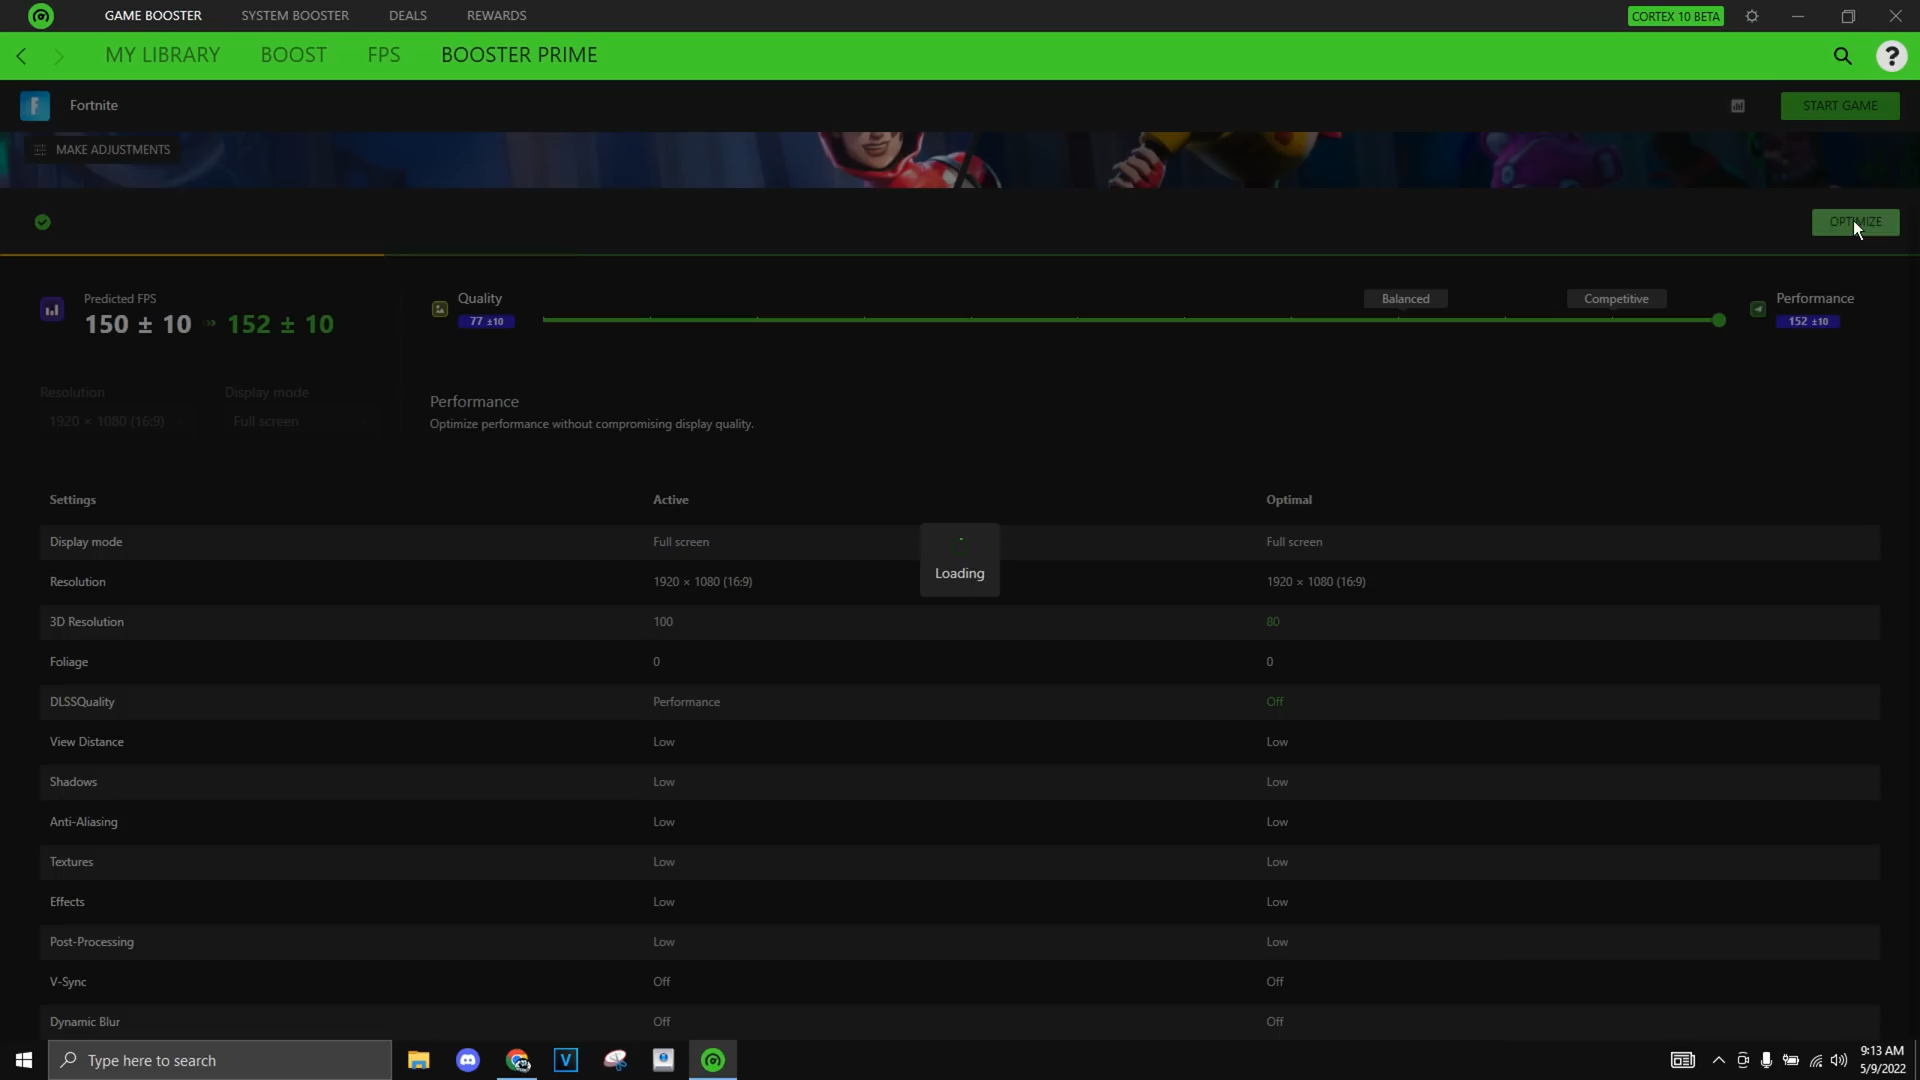 GAME BOOSTER SYSTEM BOOSTER DEALS REWARDS CORTEX 10 BETA
MY LIBRARY BOOST FPS BOOSTER PRIME ?
Fortnite START GAME
MAKE ADJUSTMENTS
OPTIMIZE
Predicted FPS Quality Balanced Competitive Performance
150 ± 10 152 ± 10 77 ±10 152 ±10
Resolution Display mode
1920 × 1080 (16:9) Full screen
Performance
Optimize performance without compromising display quality.
Settings Active Optimal
Display mode Full screen Full screen
Loading
Resolution 1920 × 1080 (16:9) 1920 × 1080 (16:9)
3D Resolution 100 80
Foliage 0 0
DLSSQuality Performance Off
View Distance Low Low
Shadows Low Low
Anti-Aliasing Low Low
Textures Low Low
Effects Low Low
Post-Processing Low Low
V-Sync Off Off
Dynamic Blur Off Off
Type here to search V 9:13 AM
5/9/2022